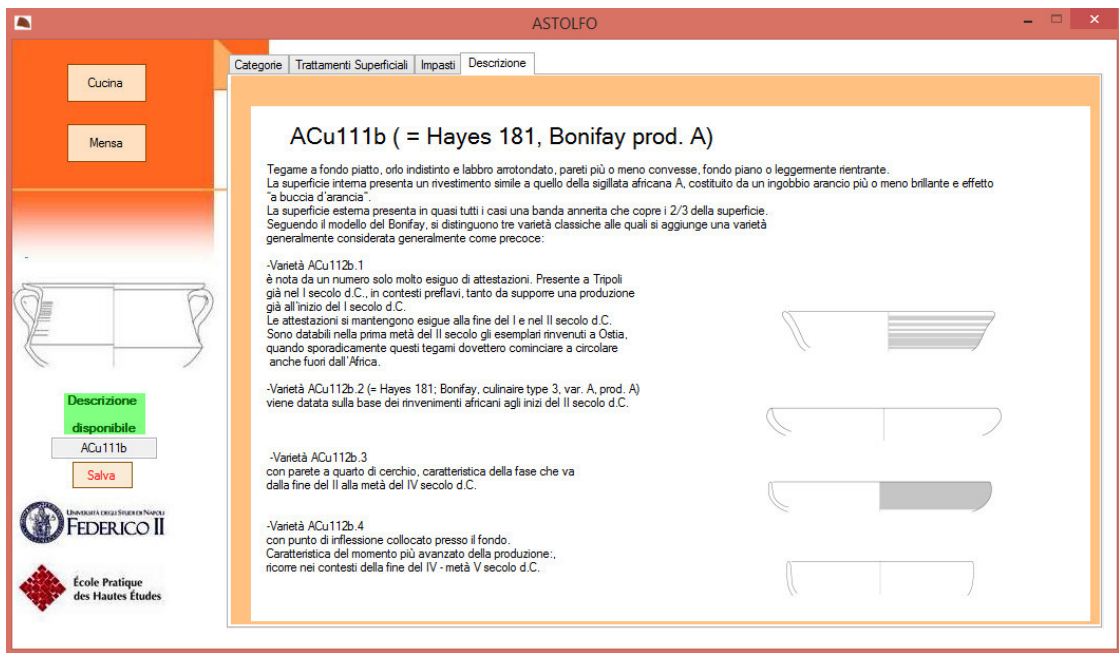 ASTOLFO
Cucina
Mensa
Categorie
Trattamenti Superficiali
Impasti
Descrizione
ACu111b ( = Hayes 181, Bonifay prod. A)
Tegame a fondo piatto, orlo indistinto e labbro arrotondato, pareti più o meno convesse, fondo piano o leggermente rientrante.
La superficie interna presenta un rivestimento simile a quello della sigillata africana A, costituito da un ingobbio arancio più o meno brillante e effetto
"a buccia d'arancia".
La superficie esterna presenta in quasi tutti i casi una banda annerita che copre i 2/3 della superficie.
Seguendo il modello del Bonifay, si distinguono tre varietà classiche alle quali si aggiunge una varietà
generalmente considerata generalmente come precoce:
-Varietà ACu112b.1
è nota da un numero solo molto esiguo di attestazioni. Presente a Tripoli
già nel I secolo d.C., in contesti preflavi, tanto da supporre una produzione
già all'inizio del I secolo d.C.
Le attestazioni si mantengono esigue alla fine del I e nel II secolo d.C.
Sono databili nella prima metà del II secolo gli esemplari rinvenuti a Ostia,
quando sporadicamente questi tegami dovettero cominciare a circolare
anche fuori dall'Africa.
-Varietà ACu112b.2 (= Hayes 181; Bonifay, culinaire type 3, var. A, prod. A)
viene datata sulla base dei rinvenimenti africani agli inizi del II secolo d.C.
-Varietà ACu112b.3
con parete a quarto di cerchio, caratteristica della fase che va
dalla fine del II alla metà del IV secolo d.C.
-Varietà ACu112b.4
con punto di inflessione collocato presso il fondo.
Caratteristica del momento più avanzato della produzione:,
ricorre nei contesti della fine del IV - metà V secolo d.C.
Descrizione
disponibile
ACu111b
Salva
Università degli Studi di Napoli
Federico II
École Pratique
des Hautes Études